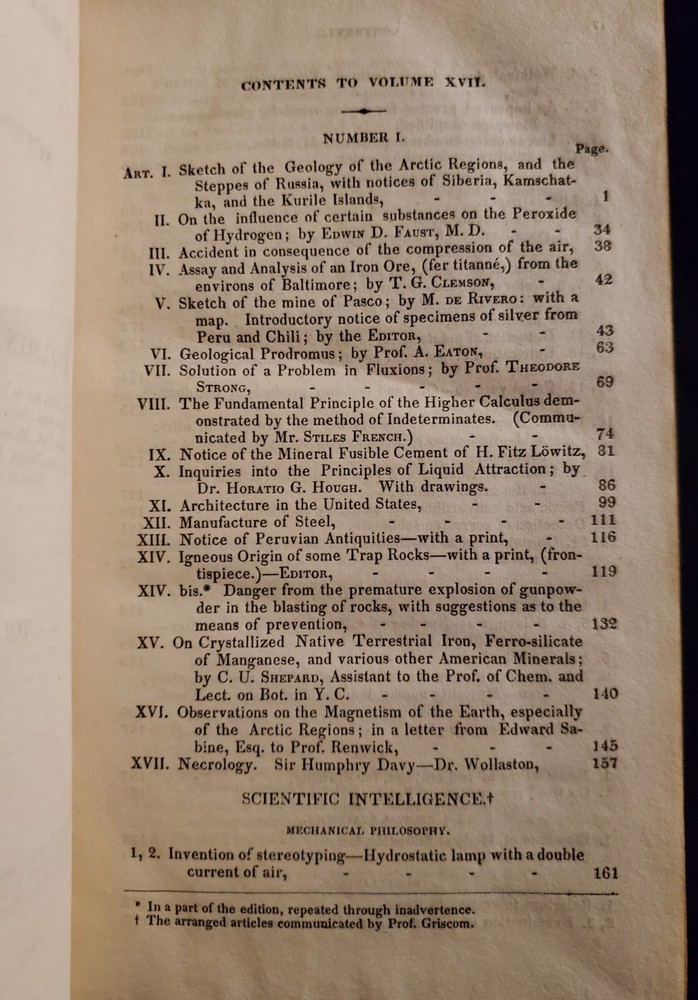 CONTENTS TO VOLUME XVII.
NUMBER I.
Page.
ART. I. Sketch of the Geology of the Arctic Regions, and the
Steppes of Russia, with notices of Siberia, Kamschat-
ka, and the Kurile Islands, - - - 1
II. On the influence of certain substances on the Peroxide
of Hydrogen; by EDWIN D. FAUST, M. D. - - 34
III. Accident in consequence of the compression of the air, 38
IV. Assay and Analysis of an Iron Ore, (fer titanné,) from the
environs of Baltimore; by T. G. CLEMSON, - 42
V. Sketch of the mine of Pasco; by M. DE RIVERO: with a
map. Introductory notice of specimens of silver from
Peru and Chili; by the EDITOR, - - 43
VI. Geological Prodromus; by Prof. A. EATON, - 63
VII. Solution of a Problem in Fluxions; by Prof. THEODORE
STRONG, - - - - - 69
VIII. The Fundamental Principle of the Higher Calculus dem-
onstrated by the method of Indeterminates. (Commu-
nicated by Mr. STILES FRENCH.) - - 74
IX. Notice of the Mineral Fusible Cement of H. Fitz Löwitz, 81
X. Inquiries into the Principles of Liquid Attraction; by
Dr. HORATIO G. HOUGH. With drawings. - 86
XI. Architecture in the United States, - - 99
XII. Manufacture of Steel, - - - - 111
XIII. Notice of Peruvian Antiquities—with a print, - 116
XIV. Igneous Origin of some Trap Rocks—with a print, (fron-
tispiece.)—EDITOR, - - - - 119
XIV. bis.* Danger from the premature explosion of gunpow-
der in the blasting of rocks, with suggestions as to the
means of prevention, - - - - 132
XV. On Crystallized Native Terrestrial Iron, Ferro-silicate
of Manganese, and various other American Minerals;
by C. U. SHEPARD, Assistant to the Prof. of Chem. and
Lect. on Bot. in Y. C. - - - - 140
XVI. Observations on the Magnetism of the Earth, especially
of the Arctic Regions; in a letter from Edward Sa-
bine, Esq. to Prof. Renwick, - - - 145
XVII. Necrology. Sir Humphry Davy—Dr. Wollaston, 157
SCIENTIFIC INTELLIGENCE.†
MECHANICAL PHILOSOPHY.
1, 2. Invention of stereotyping—Hydrostatic lamp with a double
current of air, - - - - 161
* In a part of the edition, repeated through inadvertence.
† The arranged articles communicated by Prof. Griscom.